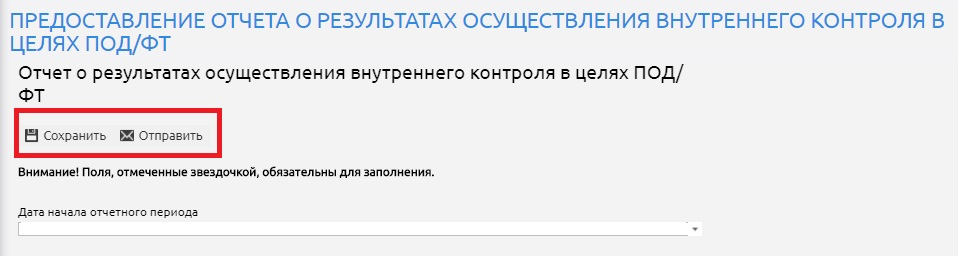 ПРЕДОСТАВЛЕНИЕ ОТЧЕТА О РЕЗУЛЬТАТАХ ОСУЩЕСТВЛЕНИЯ ВНУТРЕННЕГО КОНТРОЛЯ В
ЦЕЛЯХ ПОД/ФТ
Отчет о результатах осуществления внутреннего контроля в целях ПОД/
ФТ
Сохранить Отправить
Внимание! Поля, отмеченные звездочкой, обязательны для заполнения.
Дата начала отчетного периода